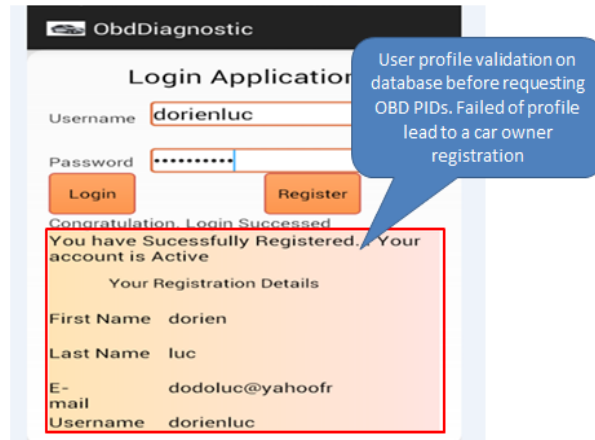 ObdDiagnostic
Login Application
User profile validation on
database before requesting
OBD PIDs. Failed of profile
lead to a car owner
registration
Username dorienluc
Password ••••••••••
Login Register
Congratulation, Login Successed
You have Sucessfully Registered. . Your
account is Active
Your Registration Details
First Name dorien
Last Name luc
E-
mail dodoluc@yahoofr
Username dorienluc